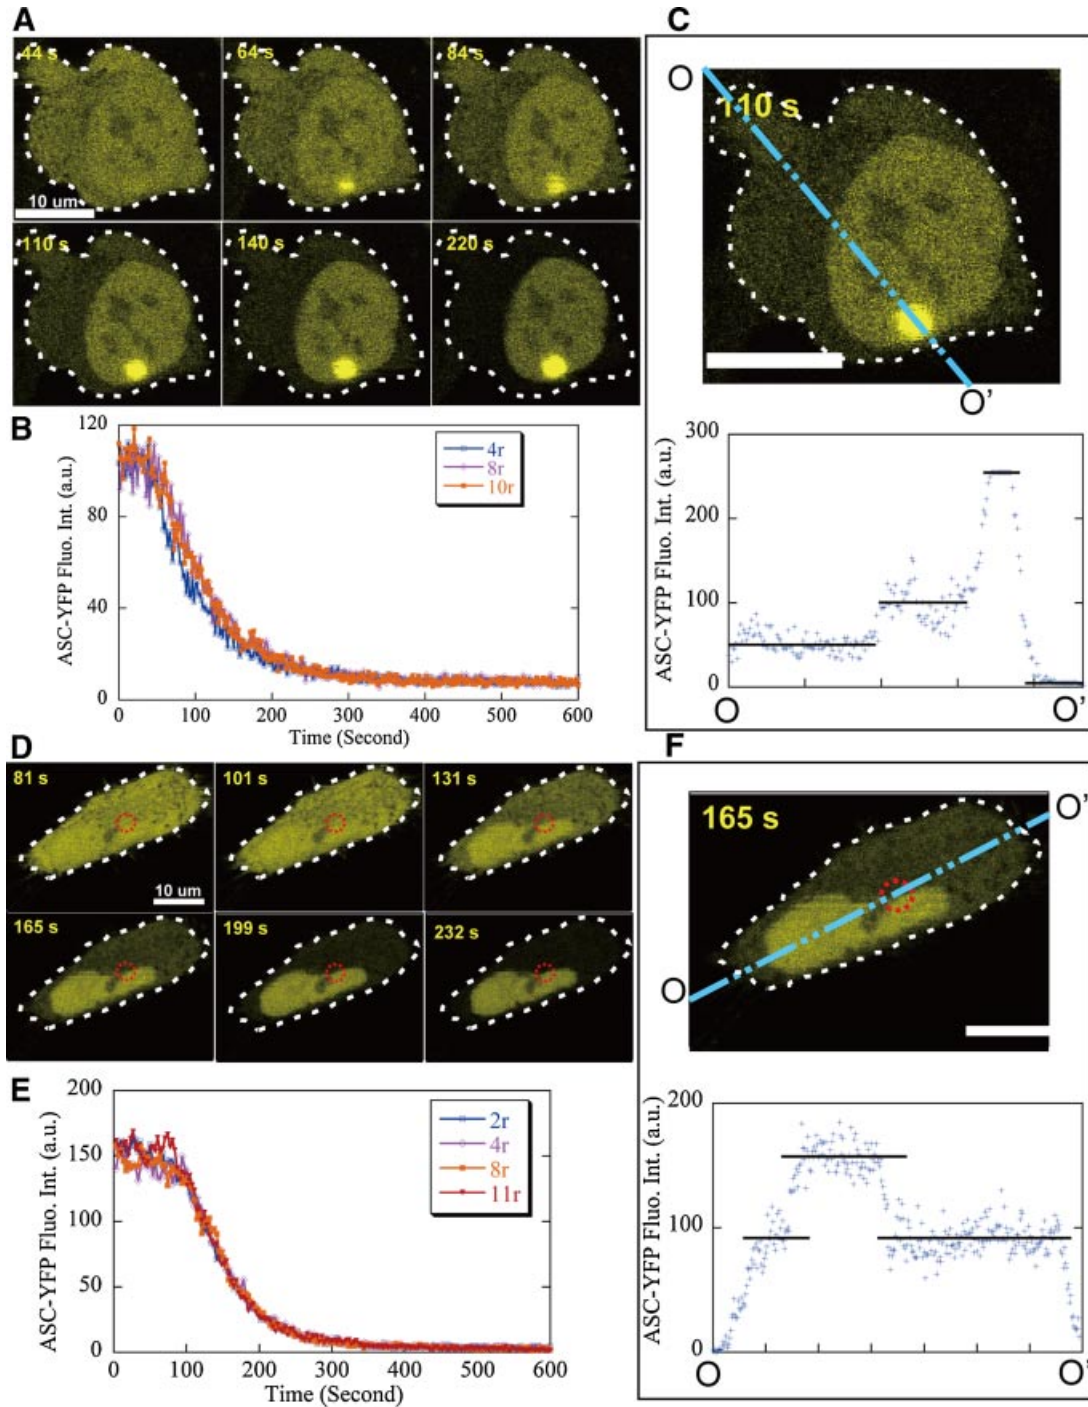 A
44 s
64 s
84 s
10 um
110 s
140 s
220 s
B
ASC-YFP Fluo. Int. (a.u.)
120
80
40
0
4r
8r
10r
0 100 200 300 400 500 600
Time (Second)
C
O
110 s
O'
ASC-YFP Fluo. Int. (a.u.)
300
200
100
0
O O'
D
81 s
101 s
131 s
10 um
165 s
199 s
232 s
E
ASC-YFP Fluo. Int. (a.u.)
200
150
100
50
0
2r
4r
8r
11r
0 100 200 300 400 500 600
Time (Second)
F
165 s
O'
O
ASC-YFP Fluo. Int. (a.u.)
200
100
0
O O'